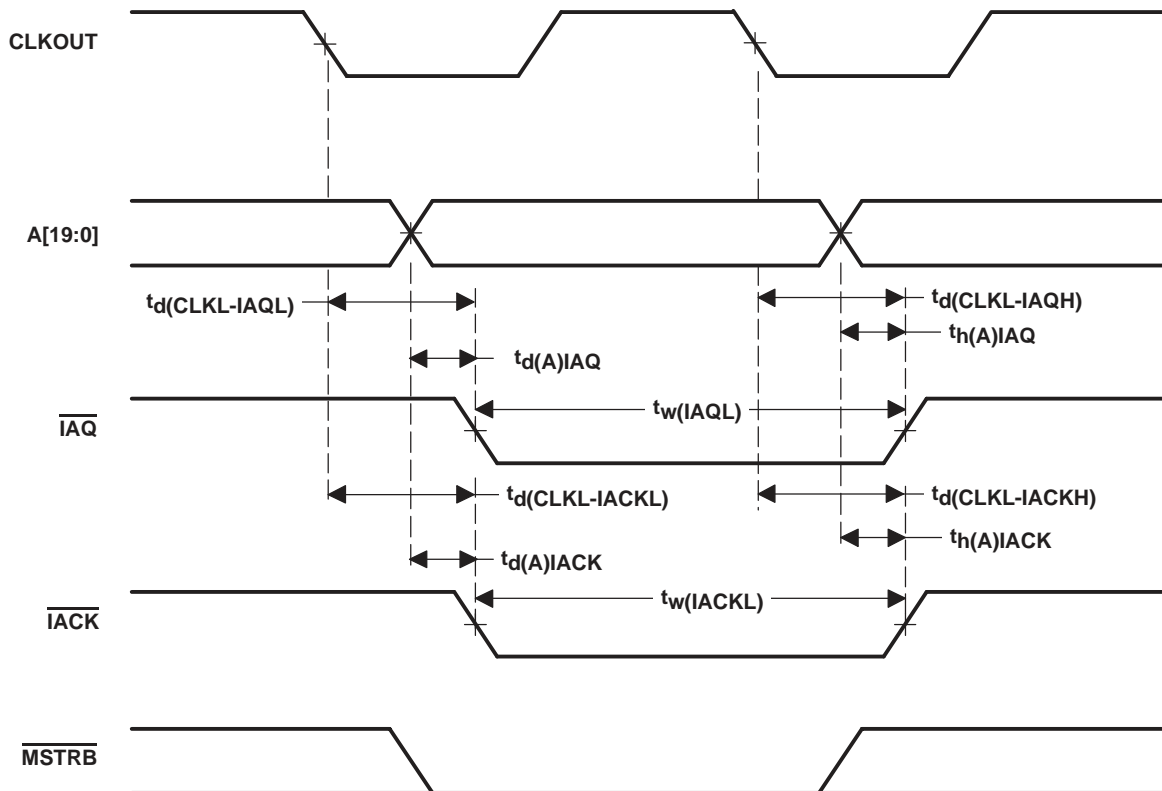 CLKOUT
A[19:0]
td(CLKL-IAQL)
td(CLKL-IAQH)
th(A)IAQ
td(A)IAQ
tw(IAQL)
IAQ
td(CLKL-IACKL)
td(CLKL-IACKH)
th(A)IACK
td(A)IACK
tw(IACKL)
IACK
MSTRB